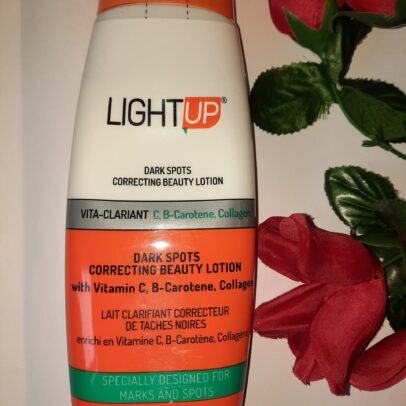 LIGHTUP®
DARK SPOTS
CORRECTING BEAUTY LOTION
VITA-CLARIANT C, B-Carotene, Collagen
DARK SPOTS
CORRECTING BEAUTY LOTION
with Vitamin C, B-Carotene, Collagen
LAIT CLARIFIANT CORRECTEUR
DE TACHES NOIRES
enrichi en Vitamine C, B-Carotène, Collagène
SPECIALLY DESIGNED FOR
MARKS AND SPOTS